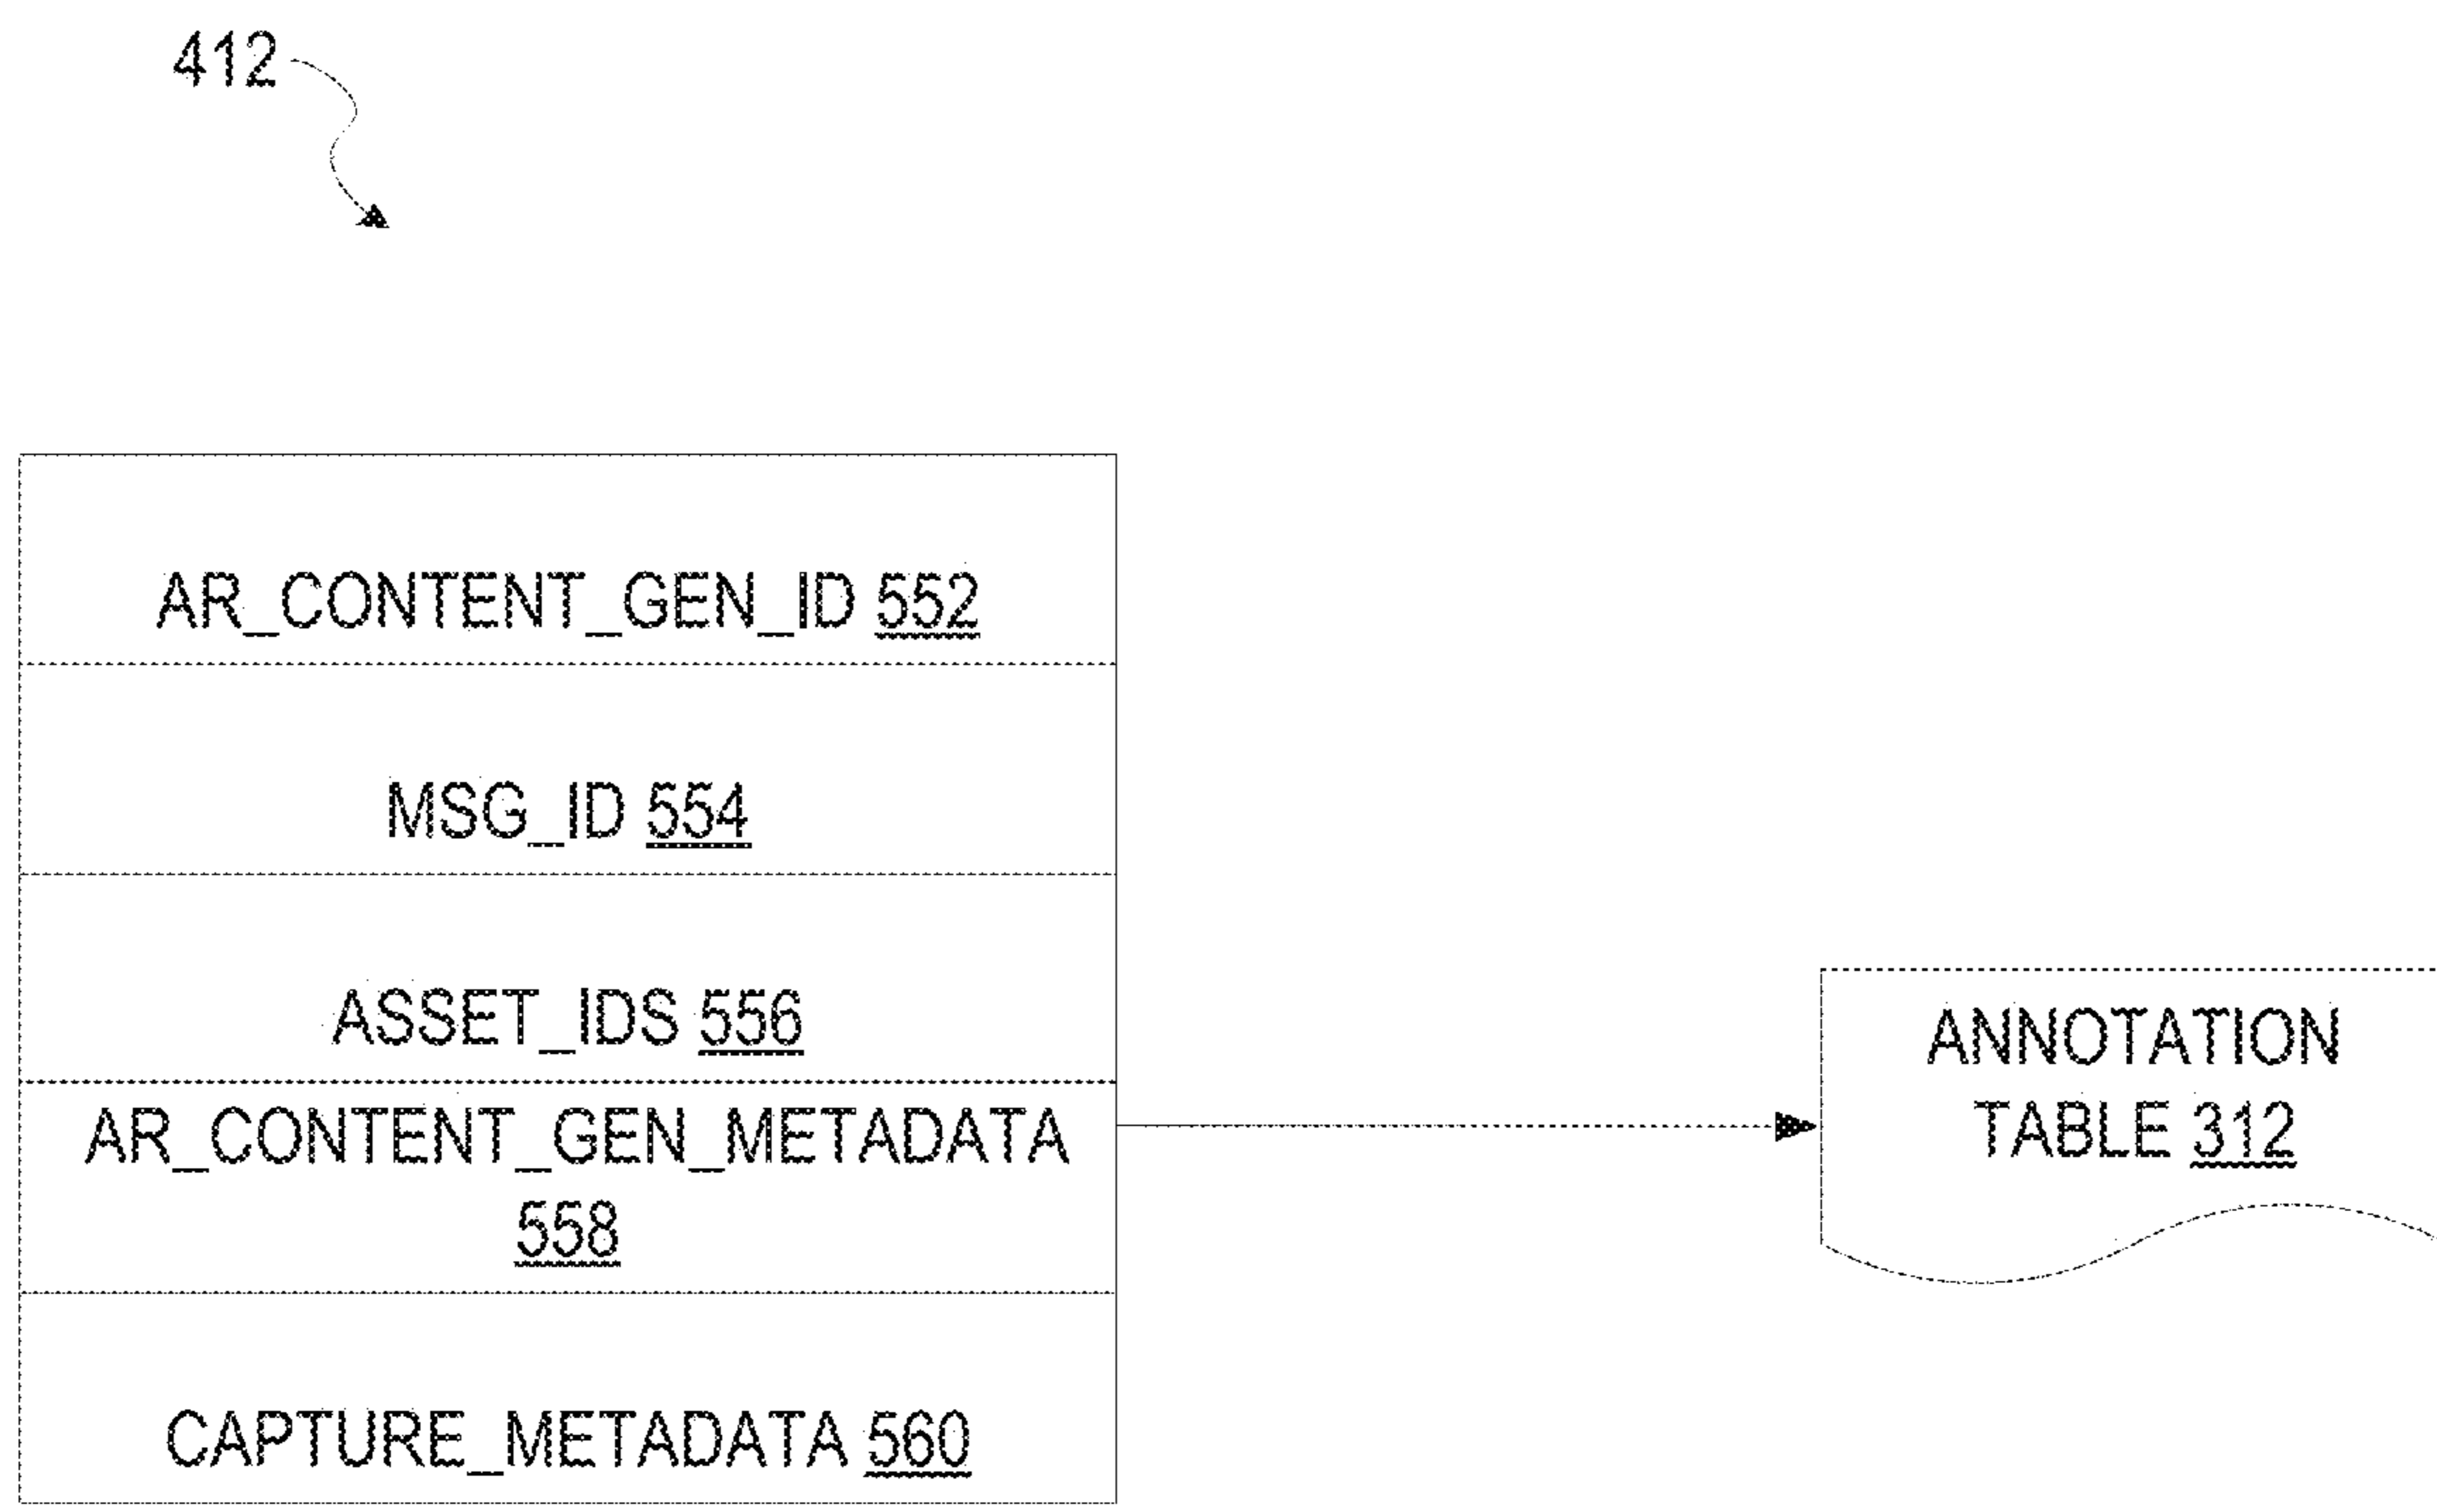 412
AR_CONTENT_GEN_ID 552
MSG_ID 554
ASSET_IDS 556
AR_CONTENT_GEN_METADATA
558
CAPTURE_METADATA 560
ANNOTATION
TABLE 312